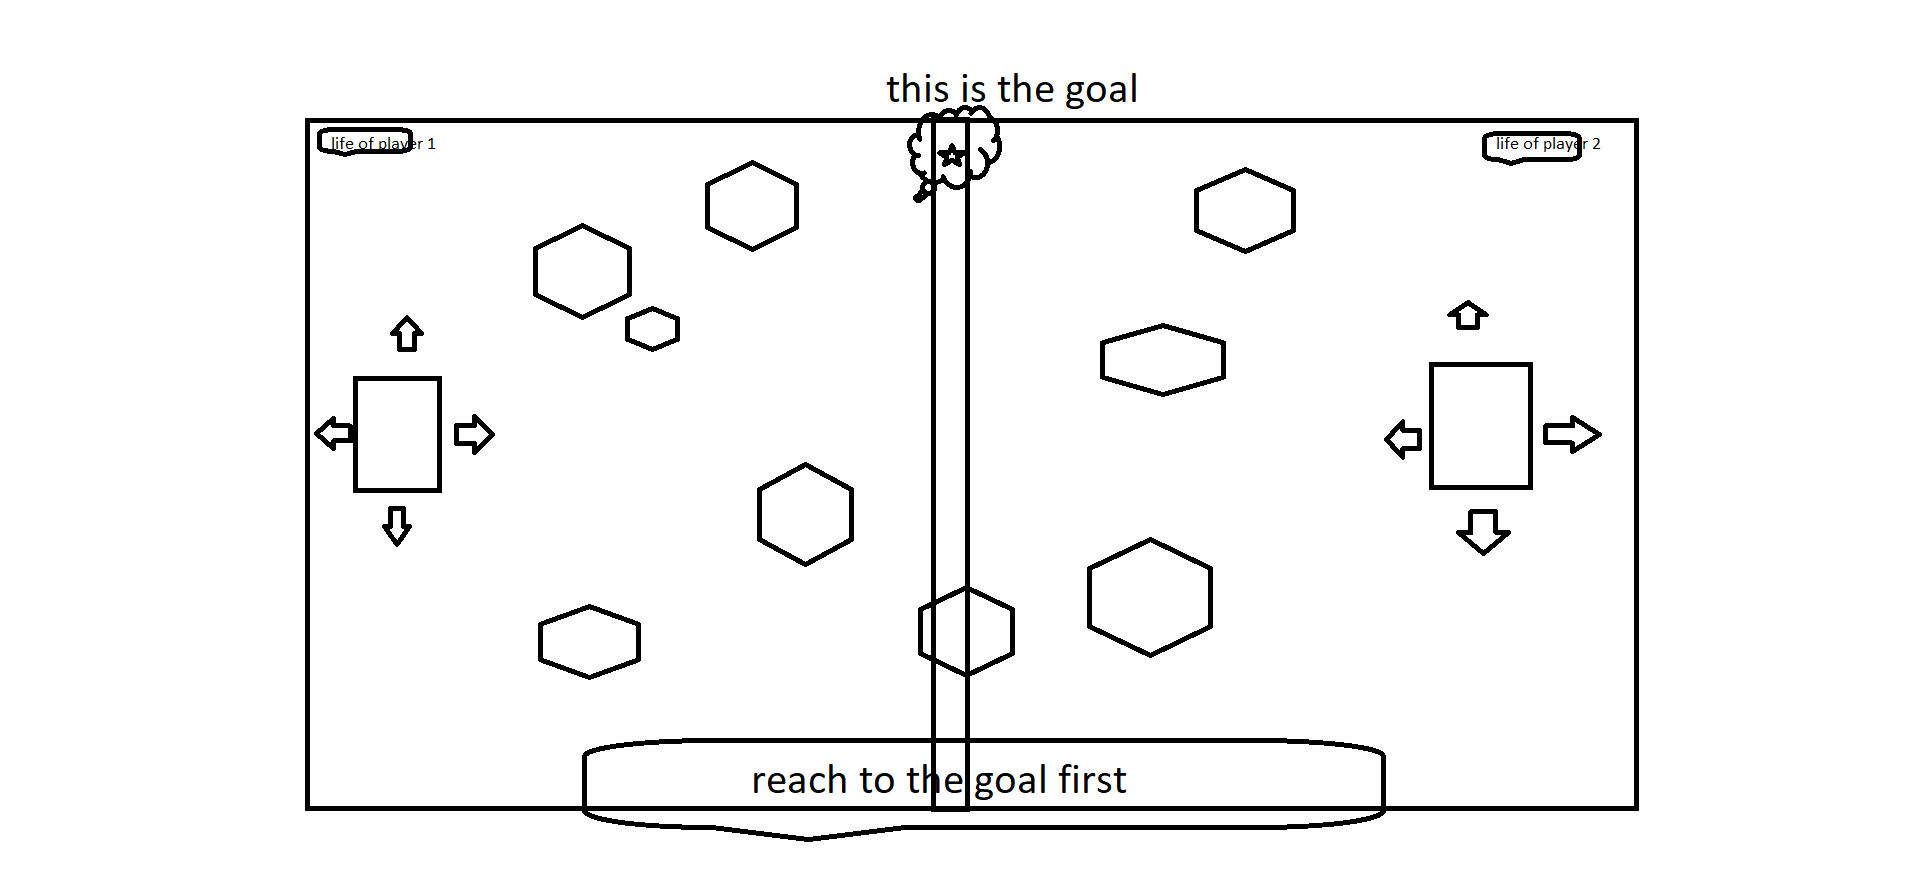 this is the goal
life of player 1
life of player 2
reach to the goal first